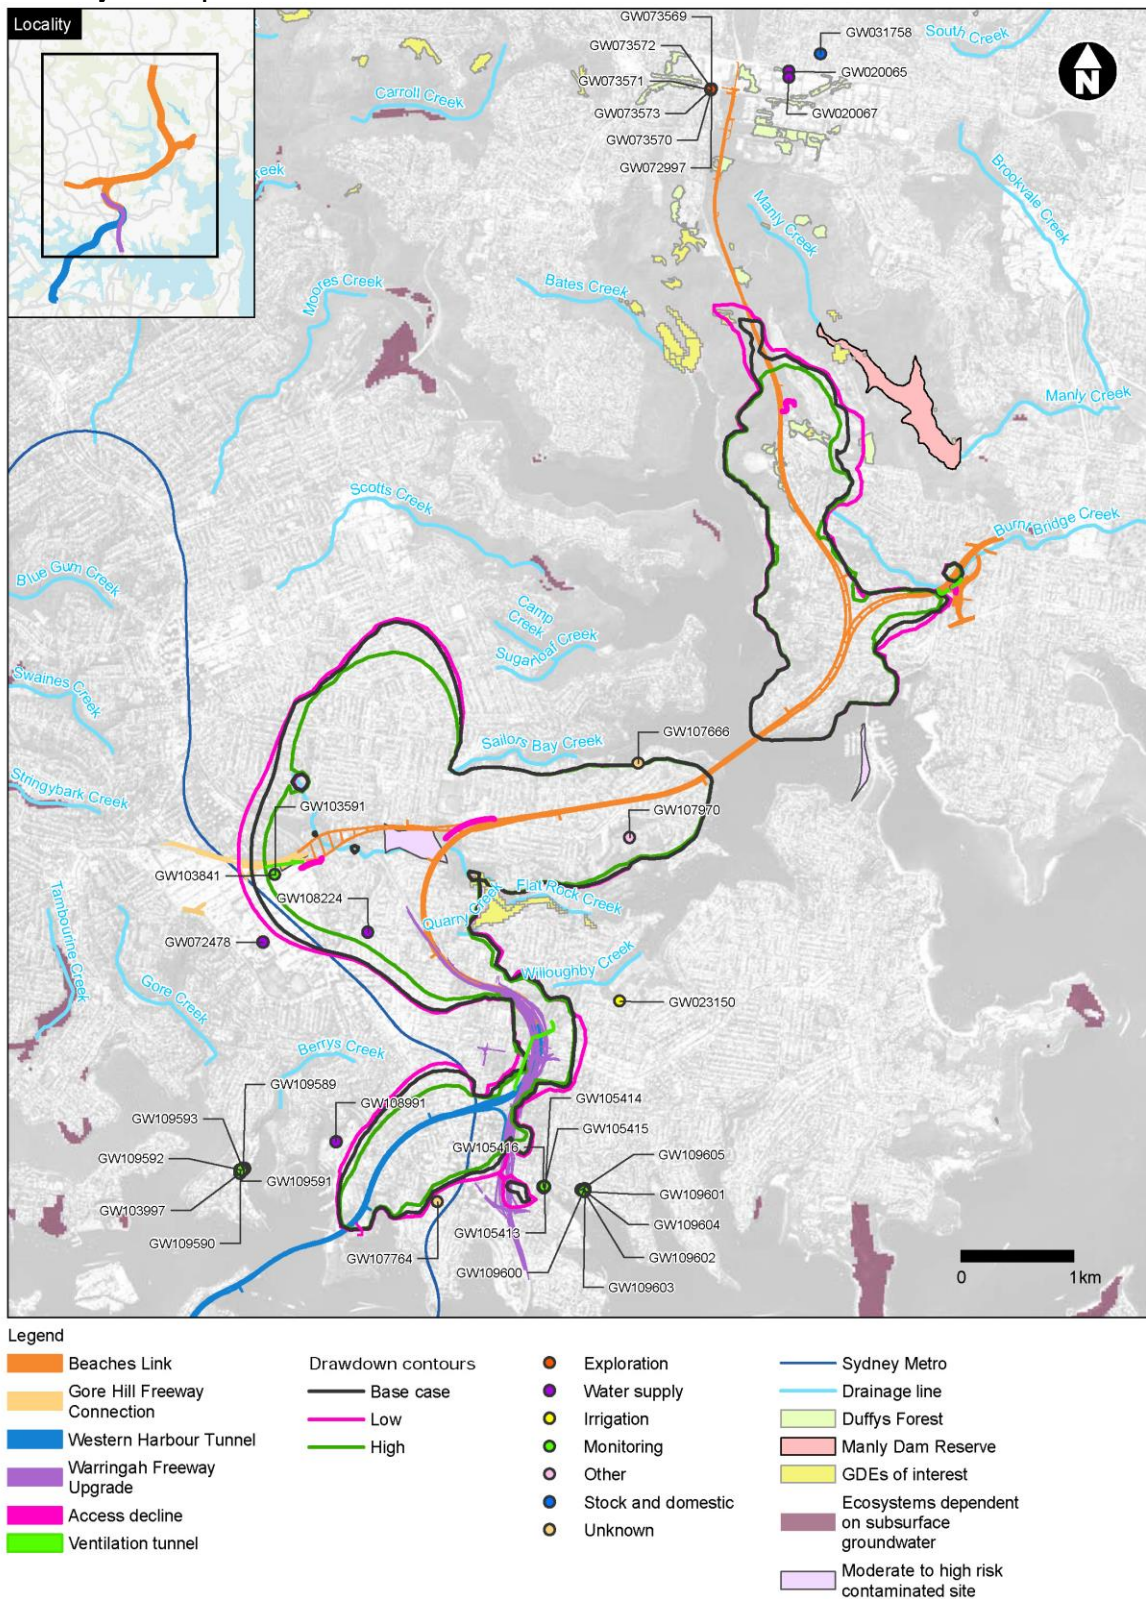 Locality
N
GW073569
GW031758
South Creek
GW073572
GW020065
GW073571
Carroll Creek
GW073573
GW020067
GW073570
GW072997
Brookvale Creek
Manly Creek
Moores Creek
Bates Creek
Manly Creek
Scotts Creek
Burnt Bridge Creek
Blue Gum Creek
Camp
Creek
Sugarloaf Creek
Swaines Creek
Sailors Bay Creek
GW107666
Stringybark Creek
GW103591
GW107970
GW103841
GW108224
Flat Rock Creek
Tambourine Creek
Quarry Creek
GW072478
Willoughby Creek
Gore Creek
GW023150
Berrys Creek
GW109589
GW105414
GW109593
GW108991
GW105415
GW109592
GW105416
GW109605
GW109591
GW109601
GW103997
GW109604
GW109590
GW105413
GW109602
GW107764
GW109600
GW109603
0 1km
Legend
Beaches Link
Gore Hill Freeway
Connection
Western Harbour Tunnel
Warringah Freeway
Upgrade
Access decline
Ventilation tunnel
Drawdown contours
Base case
Low
High
Exploration
Water supply
Irrigation
Monitoring
Other
Stock and domestic
Unknown
Sydney Metro
Drainage line
Duffys Forest
Manly Dam Reserve
GDEs of interest
Ecosystems dependent
on subsurface
groundwater
Moderate to high risk
contaminated site